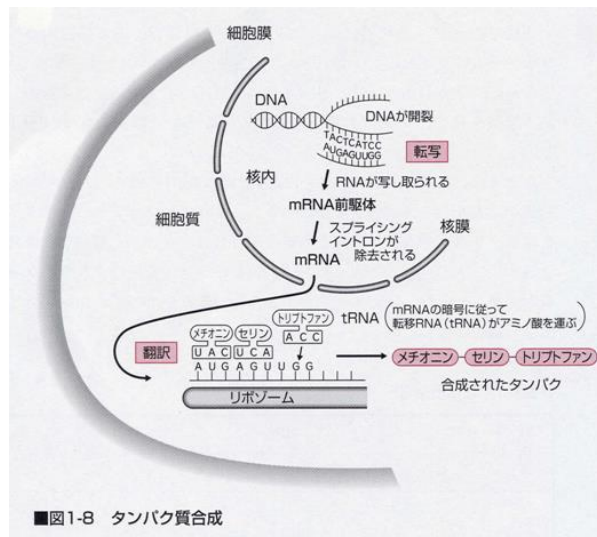 細胞膜
DNA
DNAが開裂
TACTCATCC
AUGAGUUGG
転写
核内
RNAが写し取られる
mRNA前駆体
細胞質
スプライシング
イントロンが
除去される
核膜
mRNA
メチオニン
セリン
トリプトファン
tRNA
(mRNAの暗号に従って
転移RNA(tRNA)がアミノ酸を運ぶ)
翻訳
UAC
UCA
ACC
AUGAGUUGG
メチオニン
セリン
トリプトファン
合成されたタンパク
リボゾーム
■図1-8 タンパク質合成